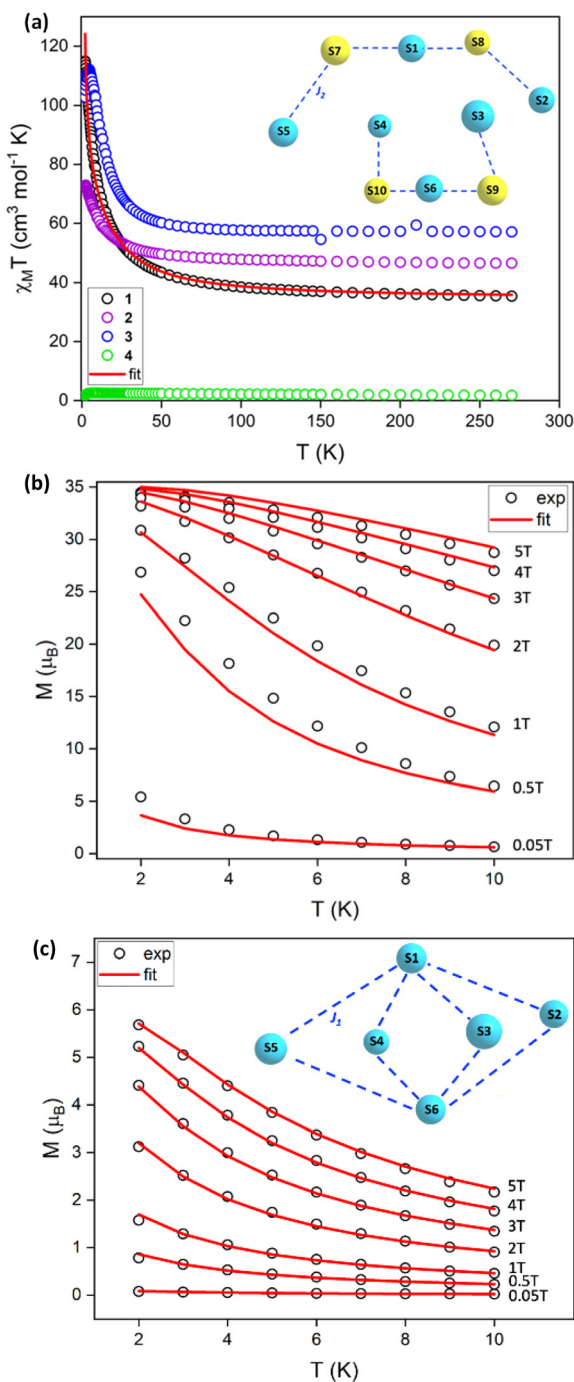 (a)
χMT (cm3 mol-1 K)
120
100
80
60
40
20
0
0 50 100 150 200 250 300
T (K)
1
2
3
4
fit
S7 S1 S8
J2
S5 S4 S3 S2
S10 S6 S9
(b)
M (μB)
35
30
25
20
15
10
5
0
2 4 6 8 10
T (K)
exp
fit
5T
4T
3T
2T
1T
0.5T
0.05T
(c)
M (μB)
7
6
5
4
3
2
1
0
2 4 6 8 10
T (K)
exp
fit
S1
J1
S5 S4 S3 S2
S6
5T
4T
3T
2T
1T
0.5T
0.05T